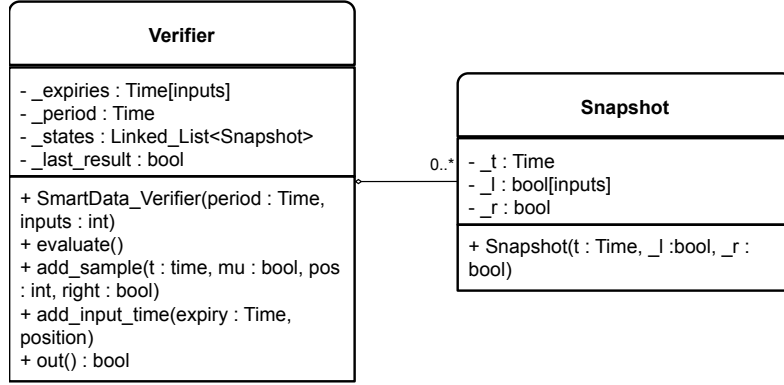 Verifier
- _expiries : Time[inputs]
- _period : Time
- _states : Linked_List<Snapshot>
- _last_result : bool
+ SmartData_Verifier(period : Time,
inputs : int)
+ evaluate()
+ add_sample(t : time, mu : bool, pos
: int, right : bool)
+ add_input_time(expiry : Time,
position)
+ out() : bool
0..*
Snapshot
- _t : Time
- _l : bool[inputs]
- _r : bool
+ Snapshot(t : Time, _l :bool, _r :
bool)